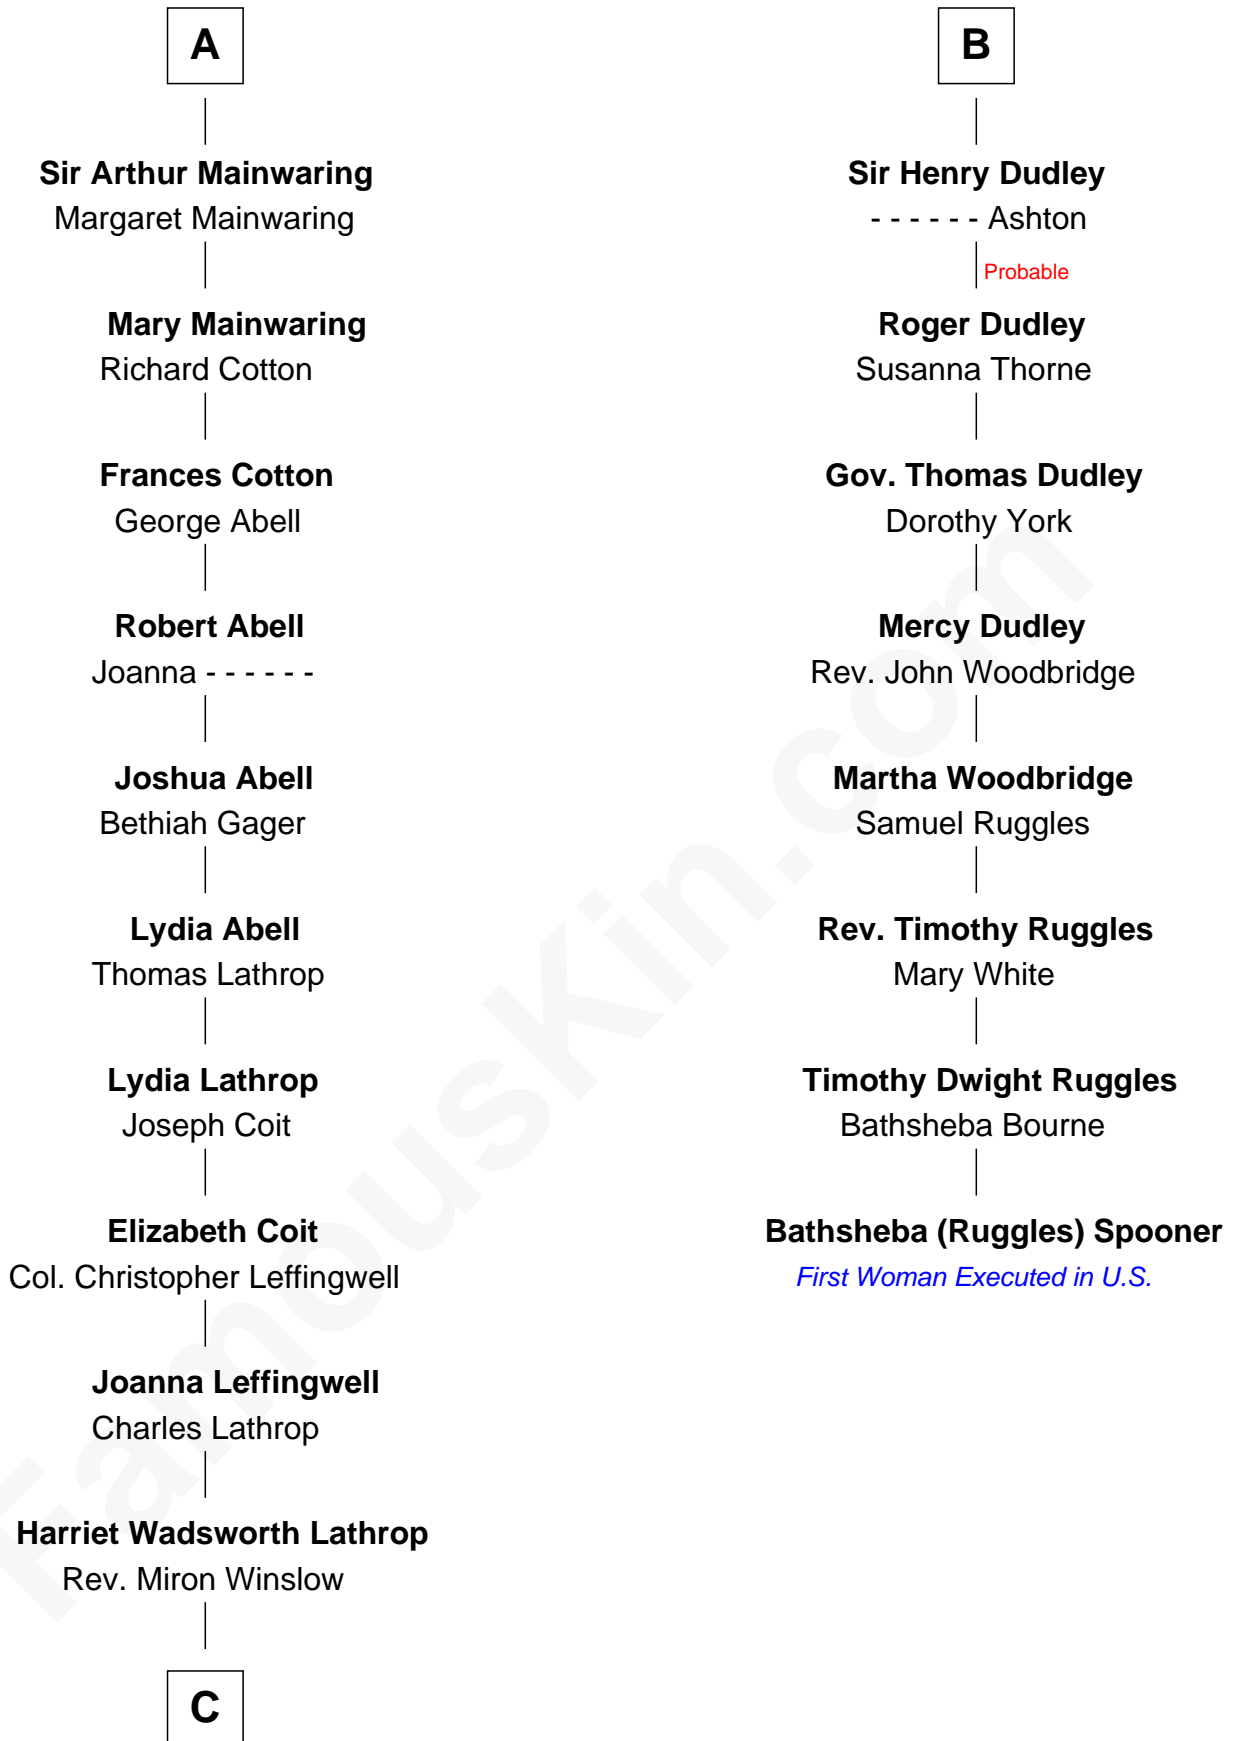 A
Sir Arthur Mainwaring
Margaret Mainwaring
Mary Mainwaring
Richard Cotton
Frances Cotton
George Abell
Robert Abell
Joanna - - - - - -
Joshua Abell
Bethiah Gager
Lydia Abell
Thomas Lathrop
Lydia Lathrop
Joseph Coit
Elizabeth Coit
Col. Christopher Leffingwell
Joanna Leffingwell
Charles Lathrop
Harriet Wadsworth Lathrop
Rev. Miron Winslow
C
B
Sir Henry Dudley
- - - - - - Ashton
Probable
Roger Dudley
Susanna Thorne
Gov. Thomas Dudley
Dorothy York
Mercy Dudley
Rev. John Woodbridge
Martha Woodbridge
Samuel Ruggles
Rev. Timothy Ruggles
Mary White
Timothy Dwight Ruggles
Bathsheba Bourne
Bathsheba (Ruggles) Spooner
First Woman Executed in U.S.
FamousKin.com